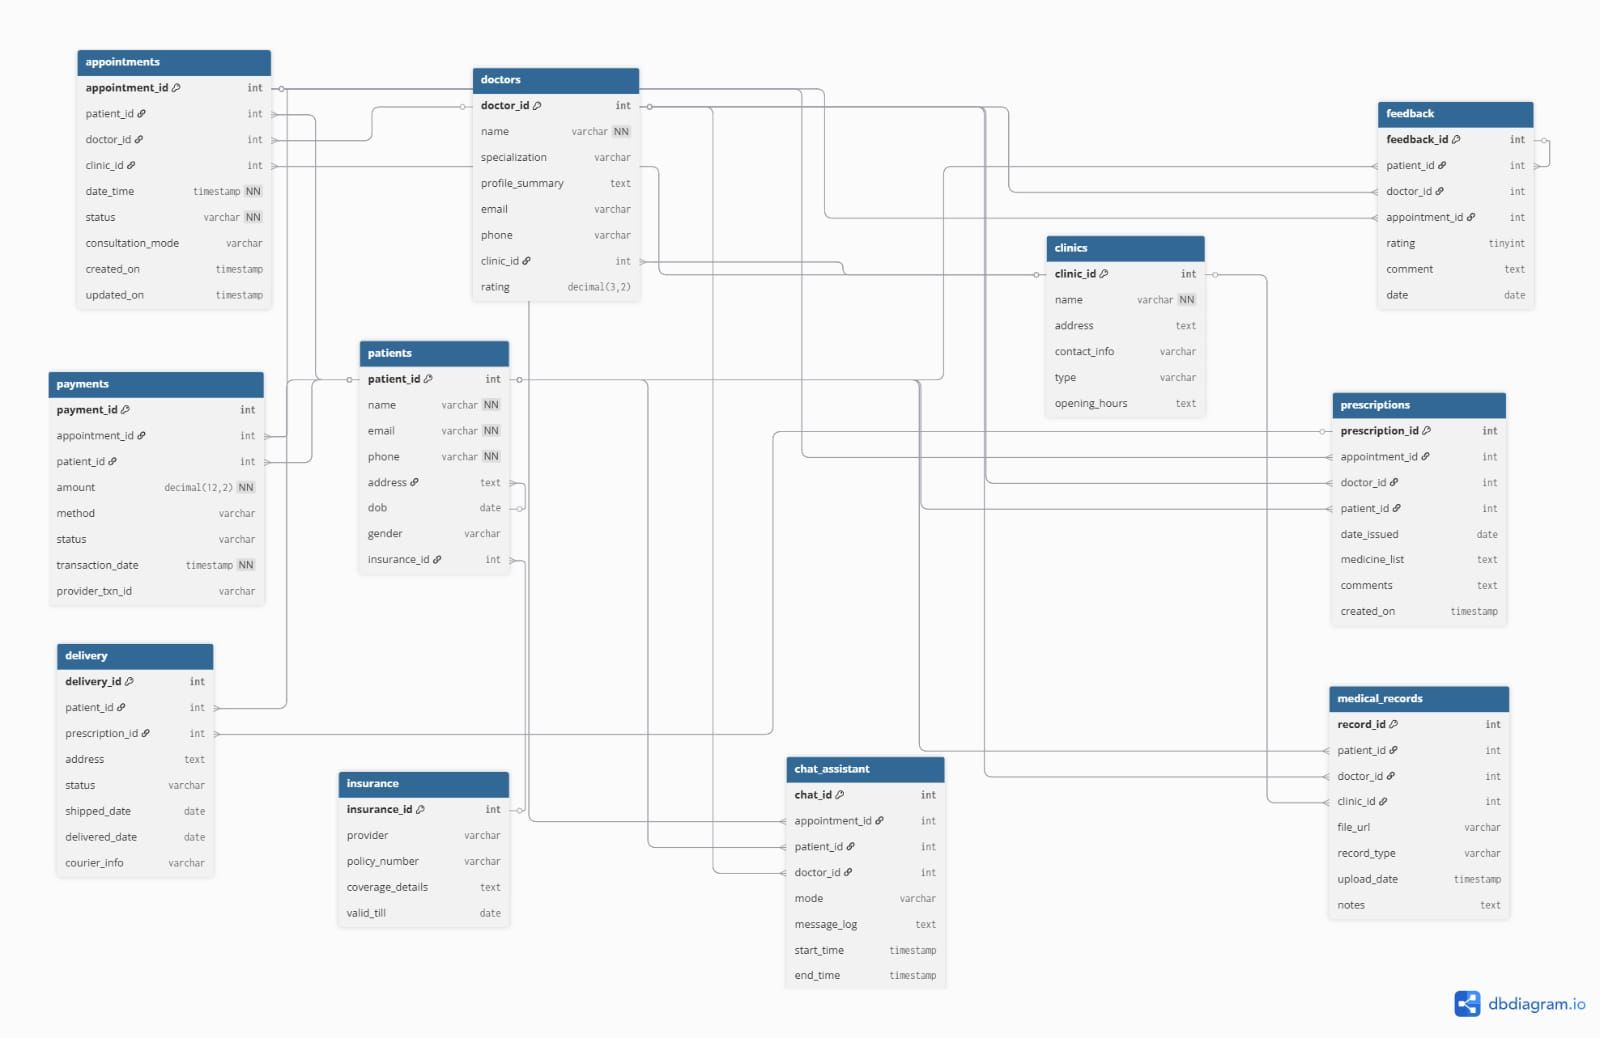 appointments
appointment_id int
patient_id int
doctor_id int
clinic_id int
date_time timestamp NN
status varchar NN
consultation_mode varchar
created_on timestamp
updated_on timestamp
doctors
doctor_id int
name varchar NN
specialization varchar
profile_summary text
email varchar
phone varchar
clinic_id int
rating decimal(3,2)
feedback
feedback_id int
patient_id int
doctor_id int
appointment_id int
rating tinyint
comment text
date date
clinics
clinic_id int
name varchar NN
address text
contact_info varchar
type varchar
opening_hours text
patients
patient_id int
name varchar NN
email varchar NN
phone varchar NN
address text
dob date
gender varchar
insurance_id int
payments
payment_id int
appointment_id int
patient_id int
amount decimal(12,2) NN
method varchar
status varchar
transaction_date timestamp NN
provider_txn_id varchar
prescriptions
prescription_id int
appointment_id int
doctor_id int
patient_id int
date_issued date
medicine_list text
comments text
created_on timestamp
delivery
delivery_id int
patient_id int
prescription_id int
address text
status varchar
shipped_date date
delivered_date date
courier_info varchar
insurance
insurance_id int
provider varchar
policy_number varchar
coverage_details text
valid_till date
chat_assistant
chat_id int
appointment_id int
patient_id int
doctor_id int
mode varchar
message_log text
start_time timestamp
end_time timestamp
medical_records
record_id int
patient_id int
doctor_id int
clinic_id int
file_url varchar
record_type varchar
upload_date timestamp
notes text
dbdiagram.io